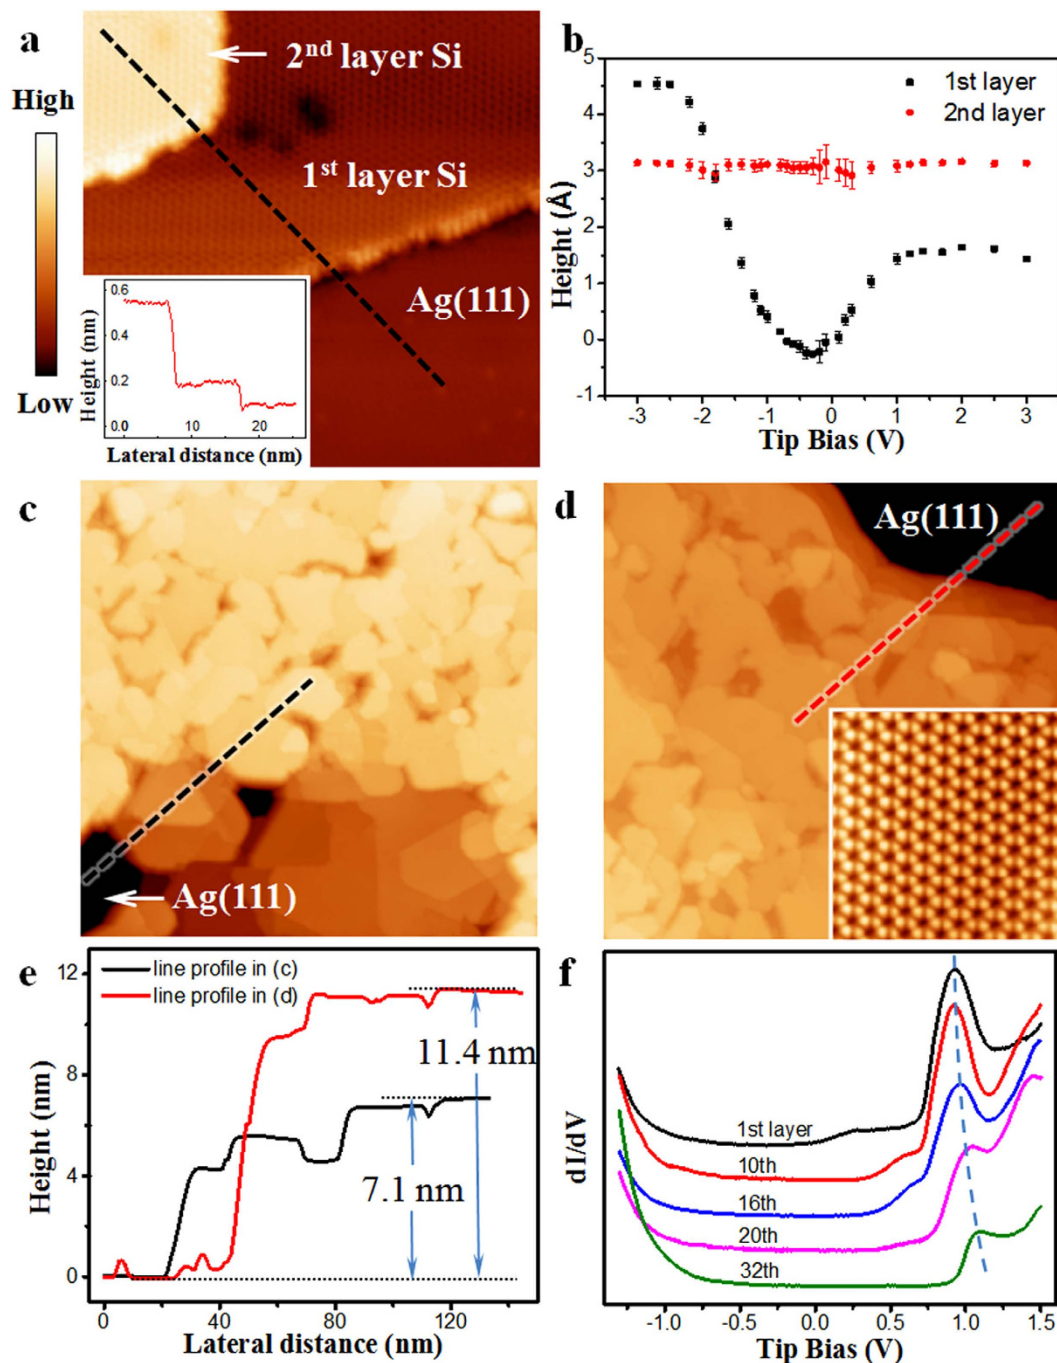 a
2nd layer Si
High
Low
1st layer Si
Ag(111)
Height (nm)
0.6
0.4
0.2
0.0
0.0
10
20
Lateral distance (nm)
b
1st layer
2nd layer
Height (Å)
5
4
3
2
1
0
-1
-3
-2
-1
0
1
2
3
Tip Bias (V)
c
Ag(111)
d
Ag(111)
e
line profile in (c)
line profile in (d)
Height (nm)
12
8
4
0
11.4 nm
7.1 nm
0
40
80
120
Lateral distance (nm)
f
dI/dV
1st layer
10th
16th
20th
32th
-1.0
-0.5
0.0
0.5
1.0
1.5
Tip Bias (V)